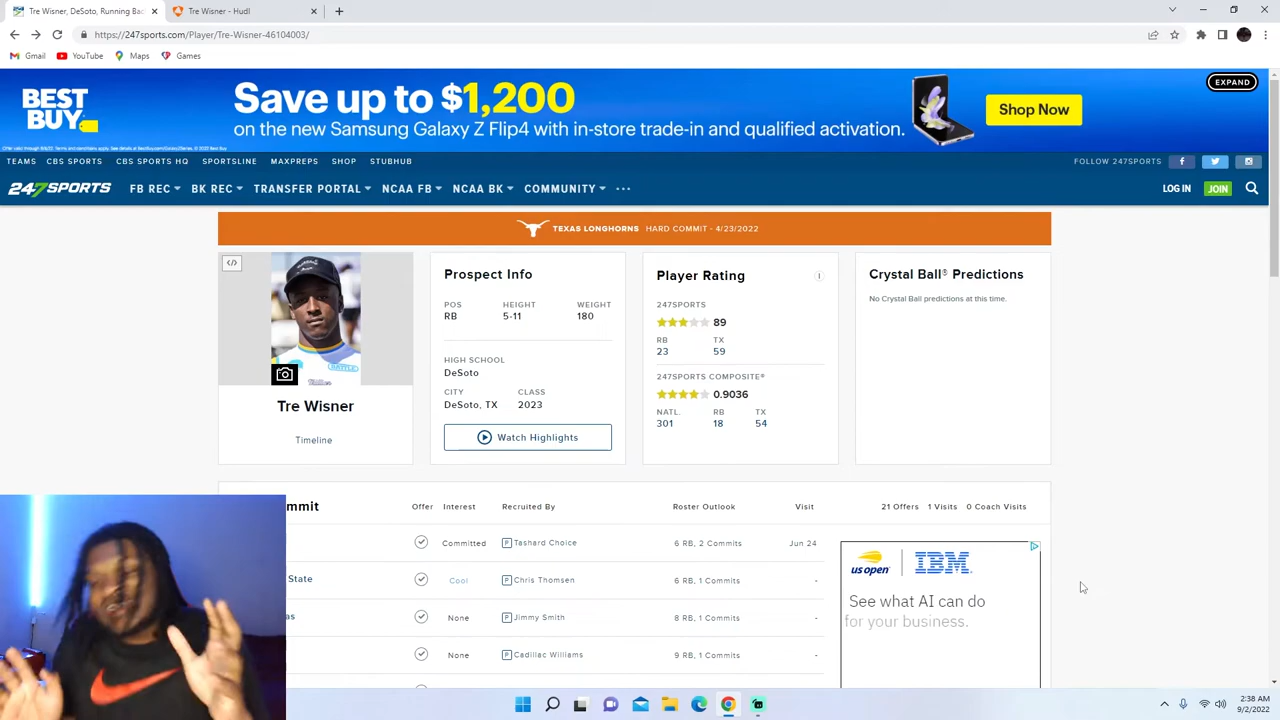 Tre Wisner, DeSoto, Running Bac
Tre Wisner - Hudl
https://247sports.com/Player/Tre-Wisner-46104003/
Gmail YouTube Maps Games
BEST BUY
Save up to $1,200
on the new Samsung Galaxy Z Flip4 with in-store trade-in and qualified activation.
Shop Now
EXPAND
TEAMS CBS SPORTS CBS SPORTS HQ SPORTSLINE MAXPREPS SHOP STUBHUB FOLLOW 247SPORTS
247SPORTS FB REC BK REC TRANSFER PORTAL NCAA FB NCAA BK COMMUNITY ... LOG IN JOIN
TEXAS LONGHORNS HARD COMMIT - 4/23/2022
Tre Wisner
Timeline
Prospect Info
POS HEIGHT WEIGHT
RB 5-11 180
HIGH SCHOOL
DeSoto
CITY CLASS
DeSoto, TX 2023
Watch Highlights
Player Rating
247SPORTS
89
RB TX
23 59
247SPORTS COMPOSITE®
0.9036
NATL. RB TX
301 18 54
Crystal Ball® Predictions
No Crystal Ball predictions at this time.
mmit Offer Interest Recruited By Roster Outlook Visit 21 Offers 1 Visits 0 Coach Visits
Committed P Tashard Choice 6 RB, 2 Commits Jun 24
State Cool P Chris Thomsen 6 RB, 1 Commits -
as None P Jimmy Smith 8 RB, 1 Commits -
None P Cadillac Williams 9 RB, 1 Commits -
us open IBM
See what AI can do
for your business.
2:38 AM
9/2/2022